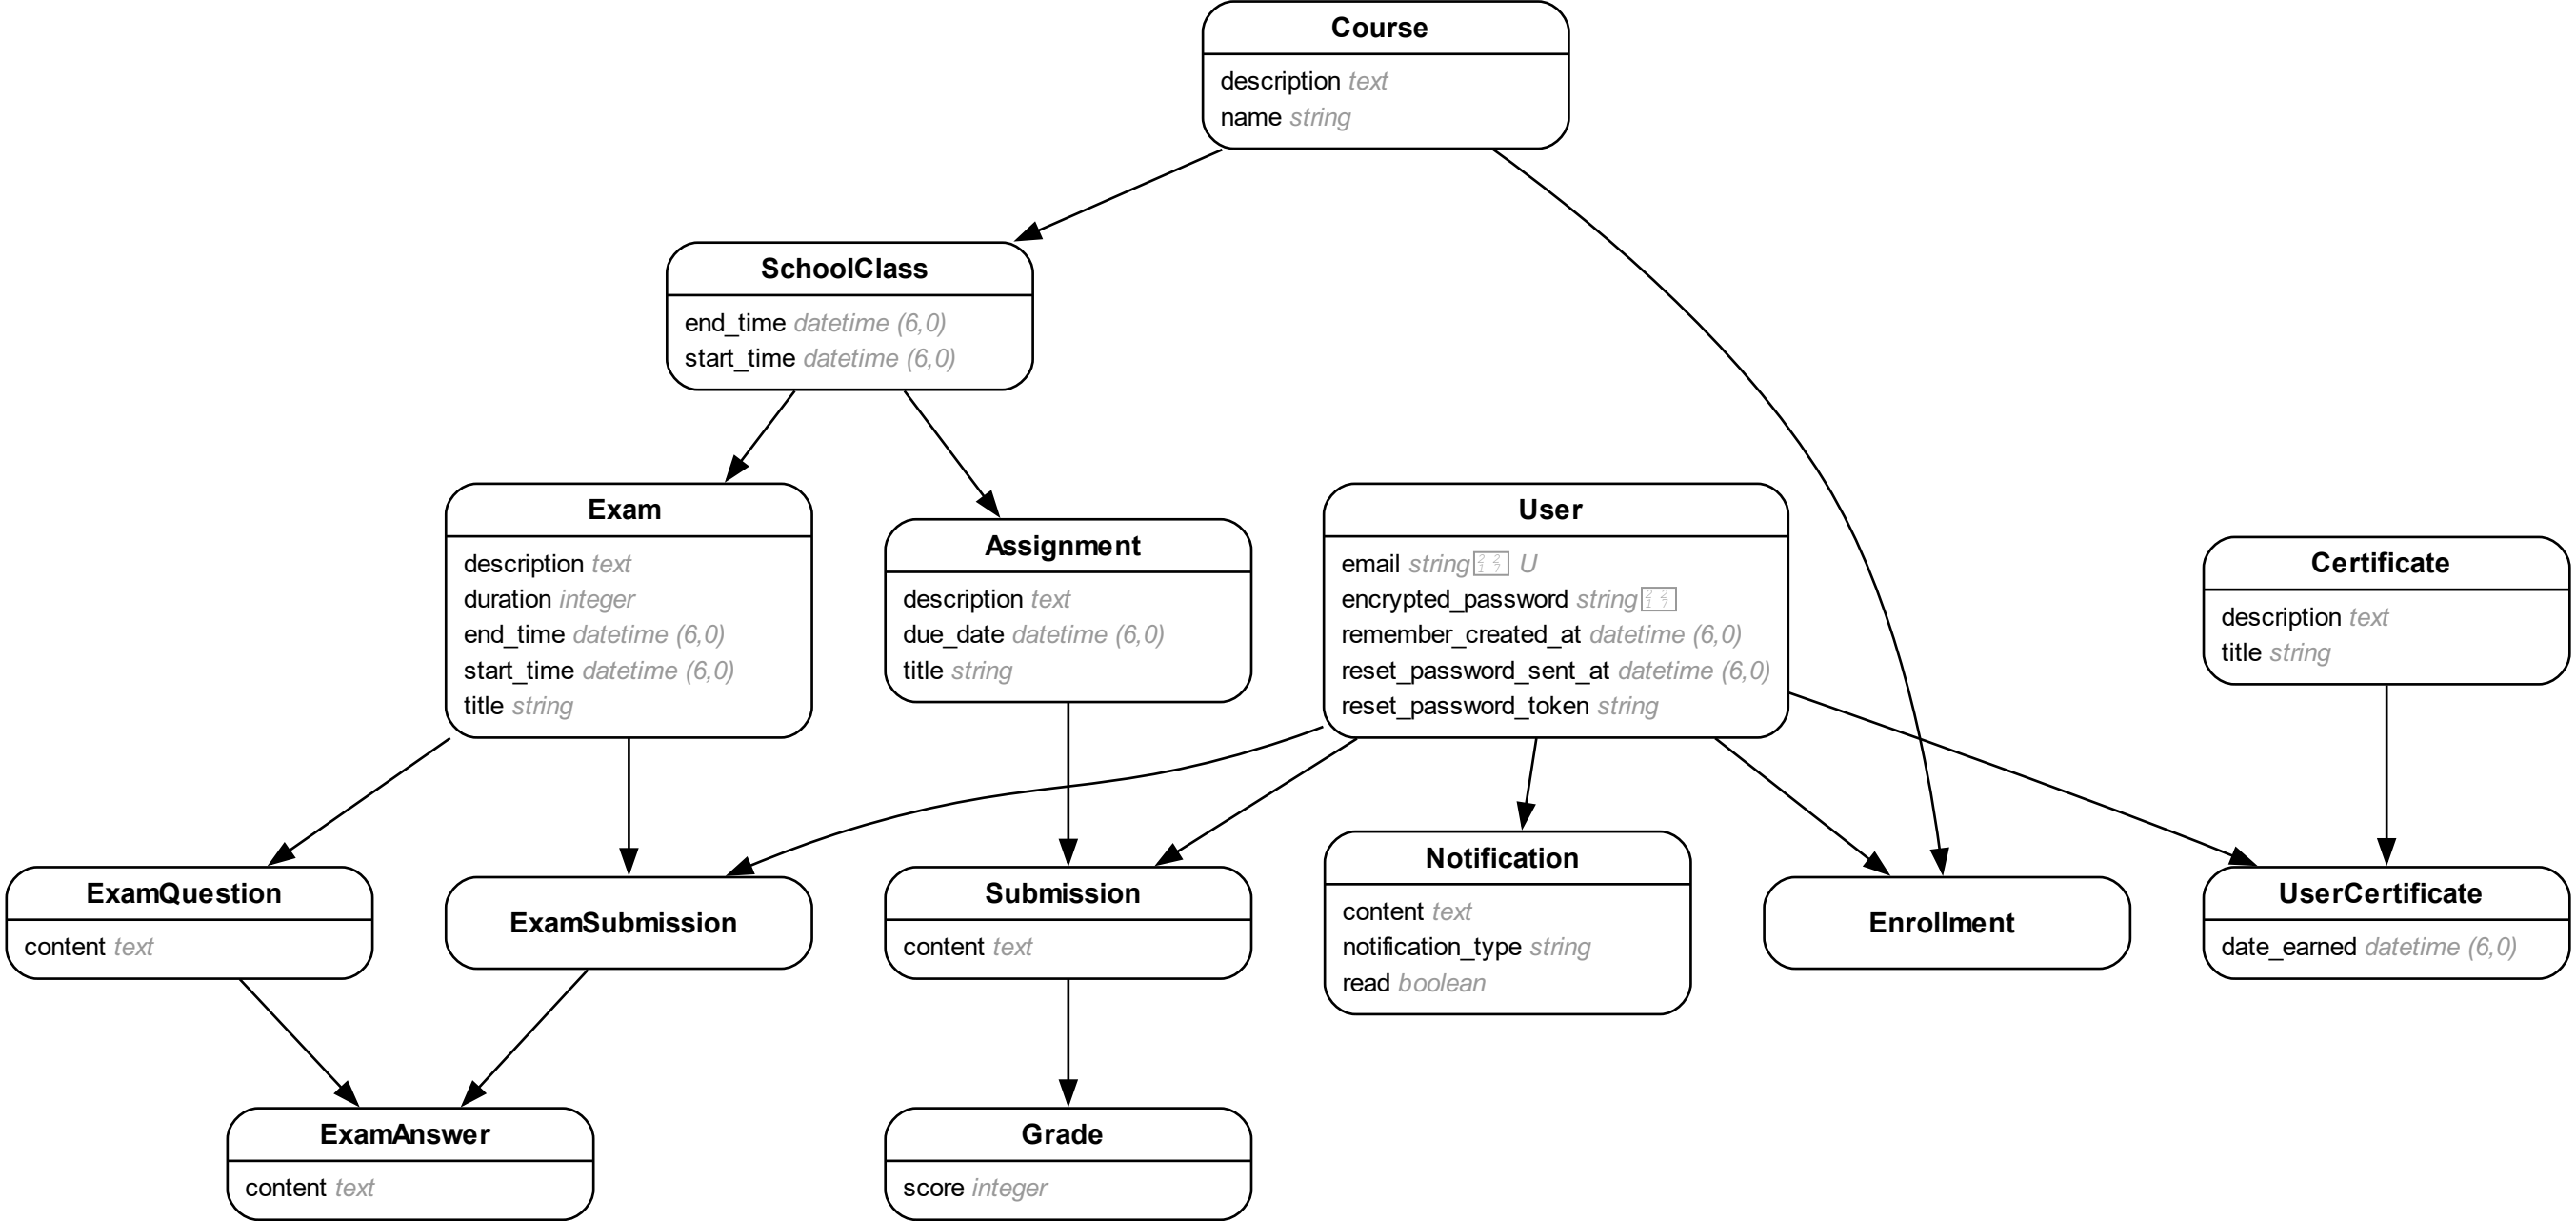 Course
description text
name string
SchoolClass
end_time datetime (6,0)
start_time datetime (6,0)
Exam
description text
duration integer
end_time datetime (6,0)
start_time datetime (6,0)
title string
Assignment
description text
due_date datetime (6,0)
title string
User
email string U
encrypted_password string
remember_created_at datetime (6,0)
reset_password_sent_at datetime (6,0)
reset_password_token string
Certificate
description text
title string
ExamQuestion
content text
ExamSubmission
Submission
content text
Notification
content text
notification_type string
read boolean
Enrollment
UserCertificate
date_earned datetime (6,0)
ExamAnswer
content text
Grade
score integer